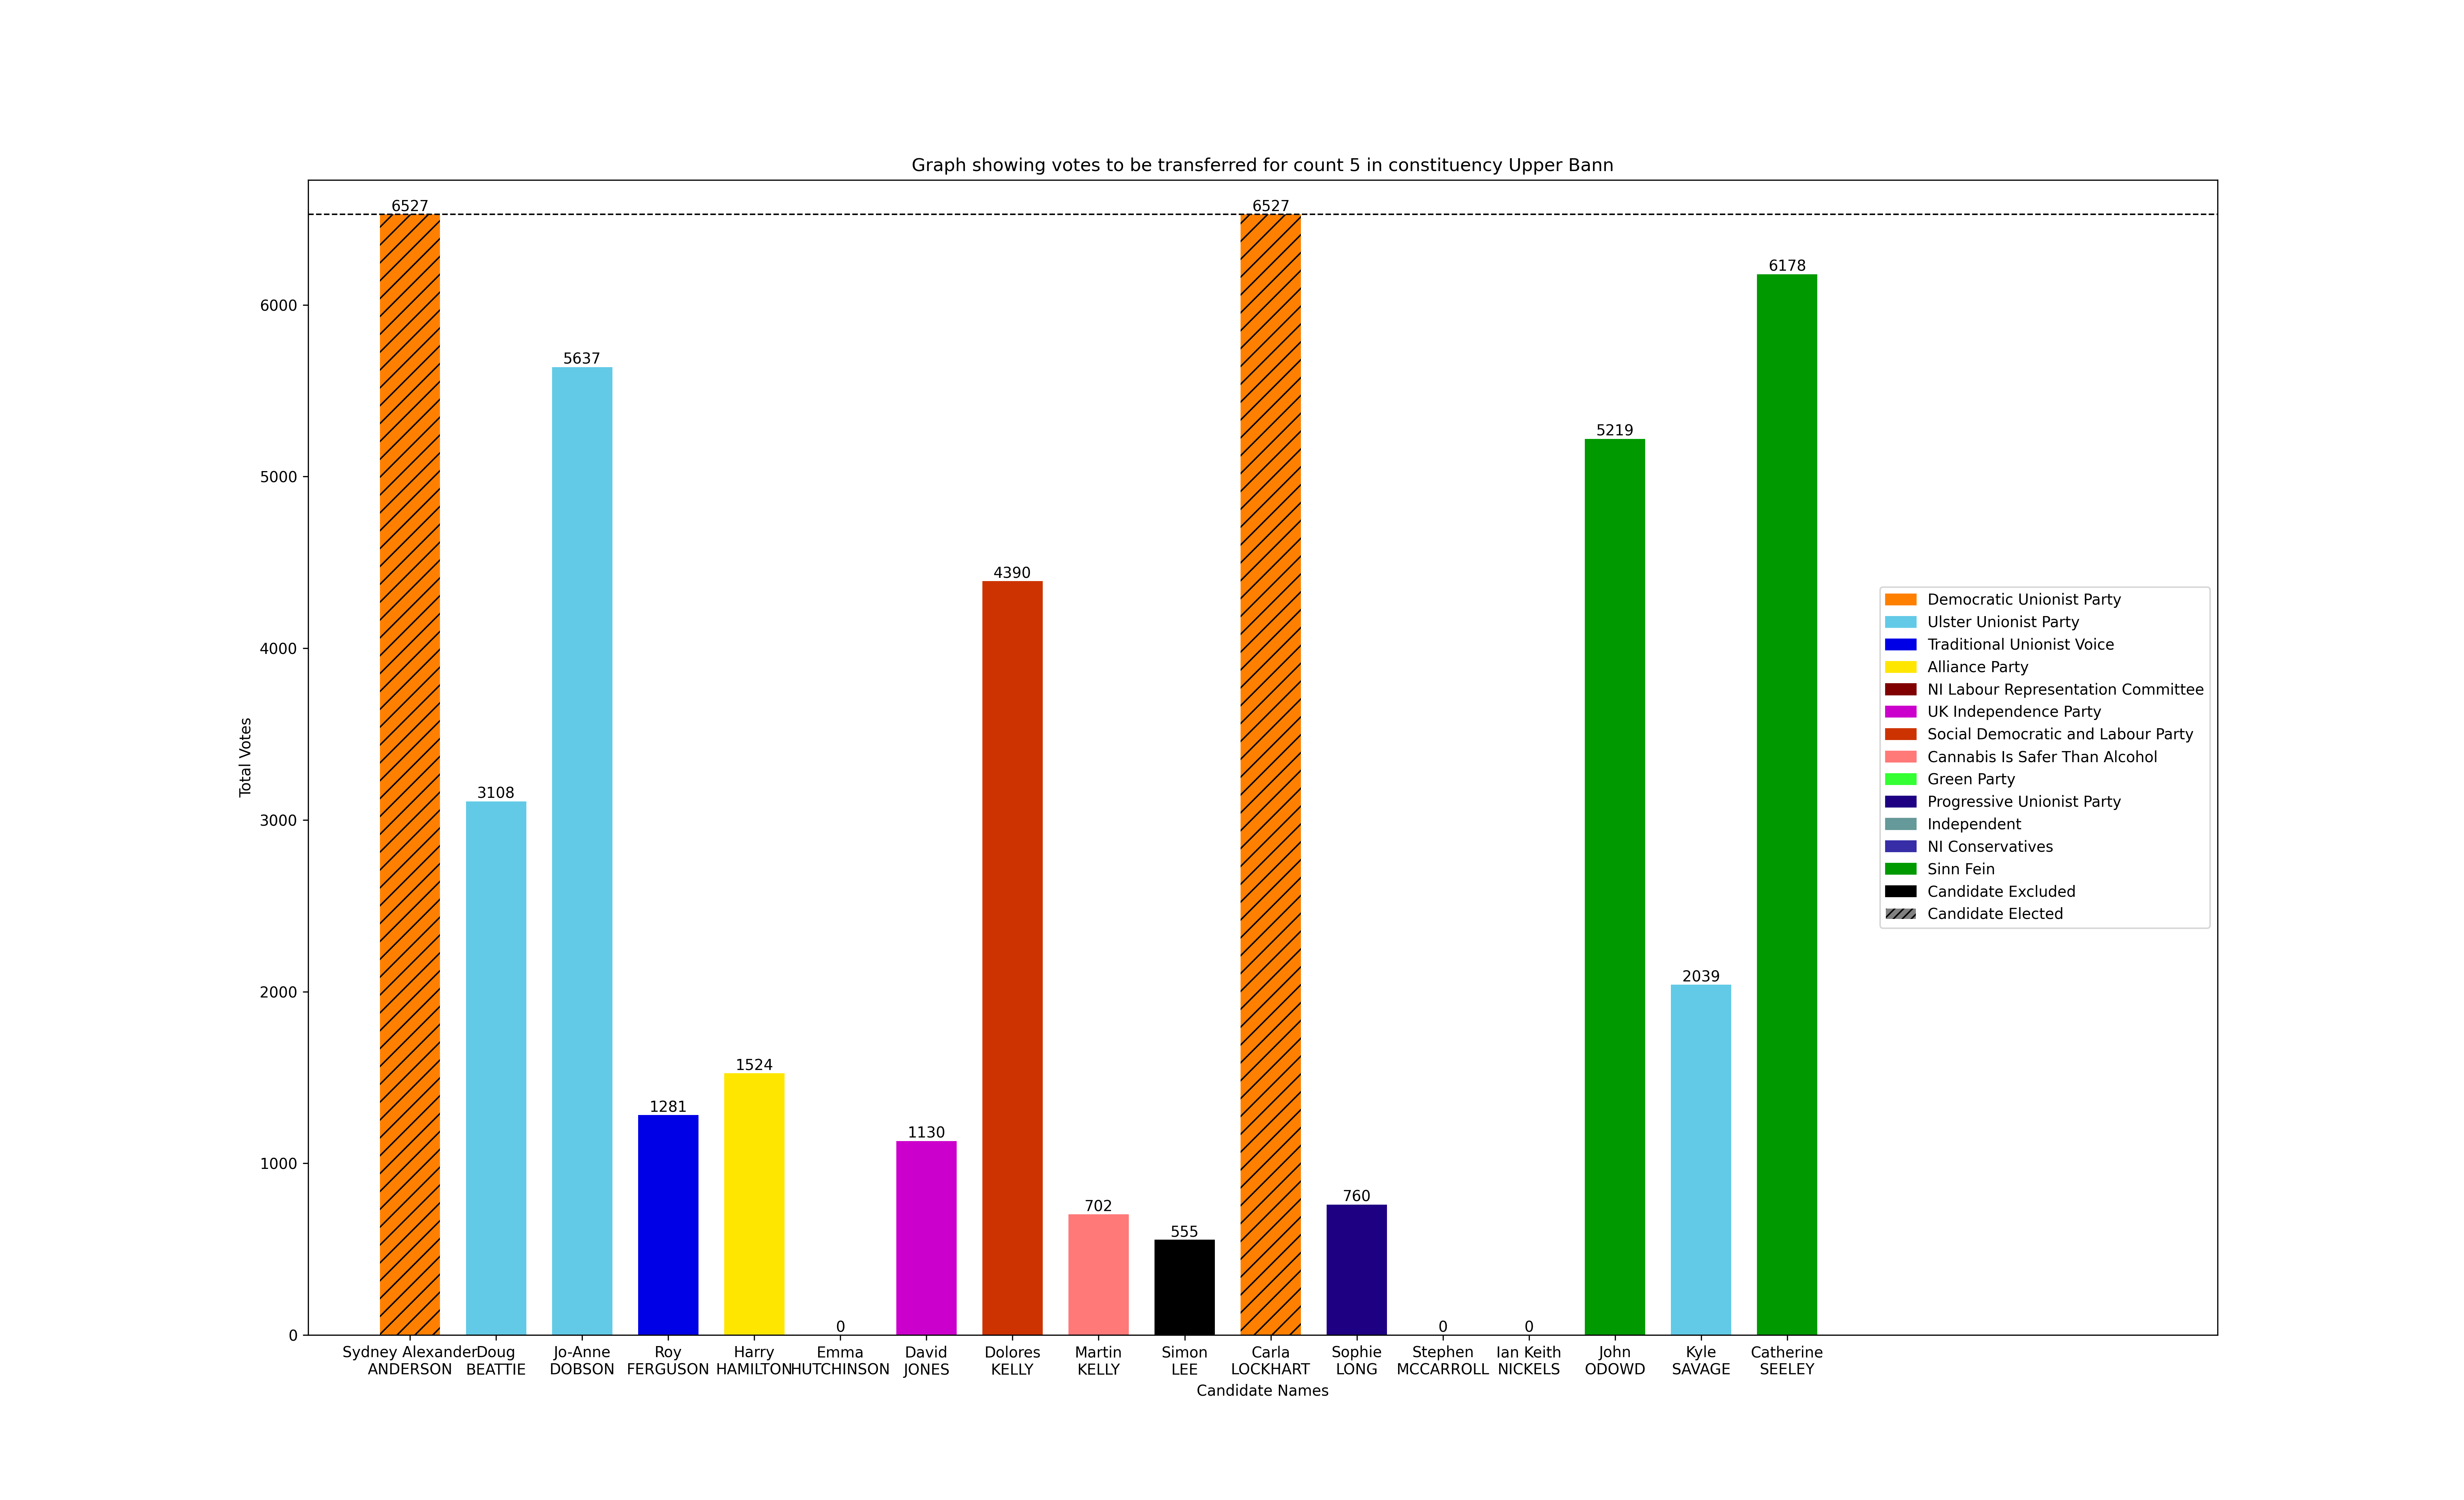 Graph showing votes to be transferred for count 5 in constituency Upper Bann
6527
6527
6178
6000
5637
5219
5000
4390
4000
3108
3000
2039
2000
1524
1281
1130
1000
760
702
555
0
0
0
0
Total Votes
Democratic Unionist Party
Ulster Unionist Party
Traditional Unionist Voice
Alliance Party
NI Labour Representation Committee
UK Independence Party
Social Democratic and Labour Party
Cannabis Is Safer Than Alcohol
Green Party
Progressive Unionist Party
Independent
NI Conservatives
Sinn Fein
Candidate Excluded
Candidate Elected
Sydney Alexander
ANDERSON
Doug
BEATTIE
Jo-Anne
DOBSON
Roy
FERGUSON
Harry
HAMILTON
Emma
HUTCHINSON
David
JONES
Dolores
KELLY
Martin
KELLY
Simon
LEE
Carla
LOCKHART
Sophie
LONG
Stephen
MCCARROLL
Ian Keith
NICKELS
John
ODOWD
Kyle
SAVAGE
Catherine
SEELEY
Candidate Names